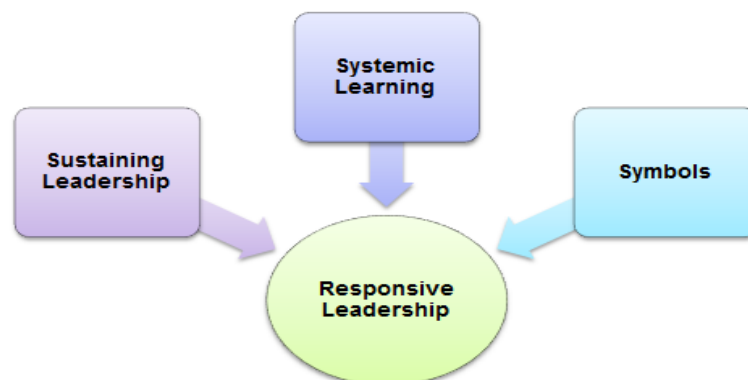 Systemic
Learning
Sustaining
Leadership
Symbols
Responsive
Leadership